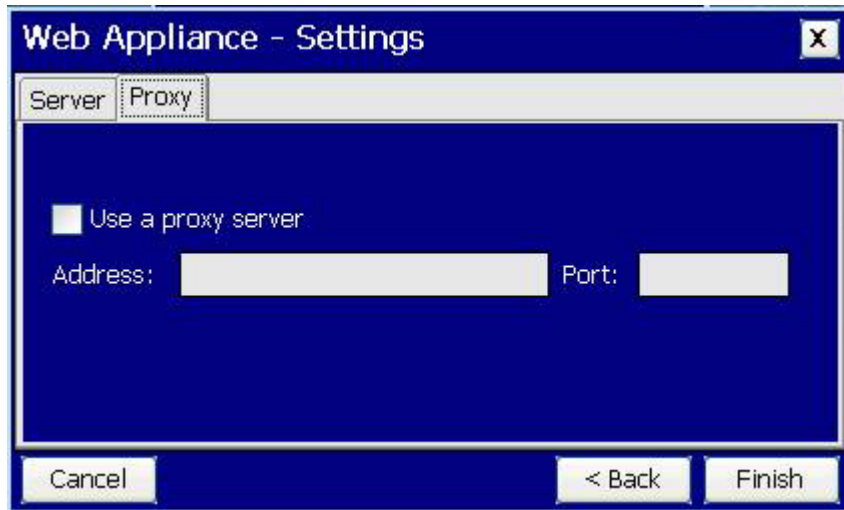 Web Appliance - Settings X
Server Proxy
Use a proxy server
Address: Port:
Cancel < Back Finish